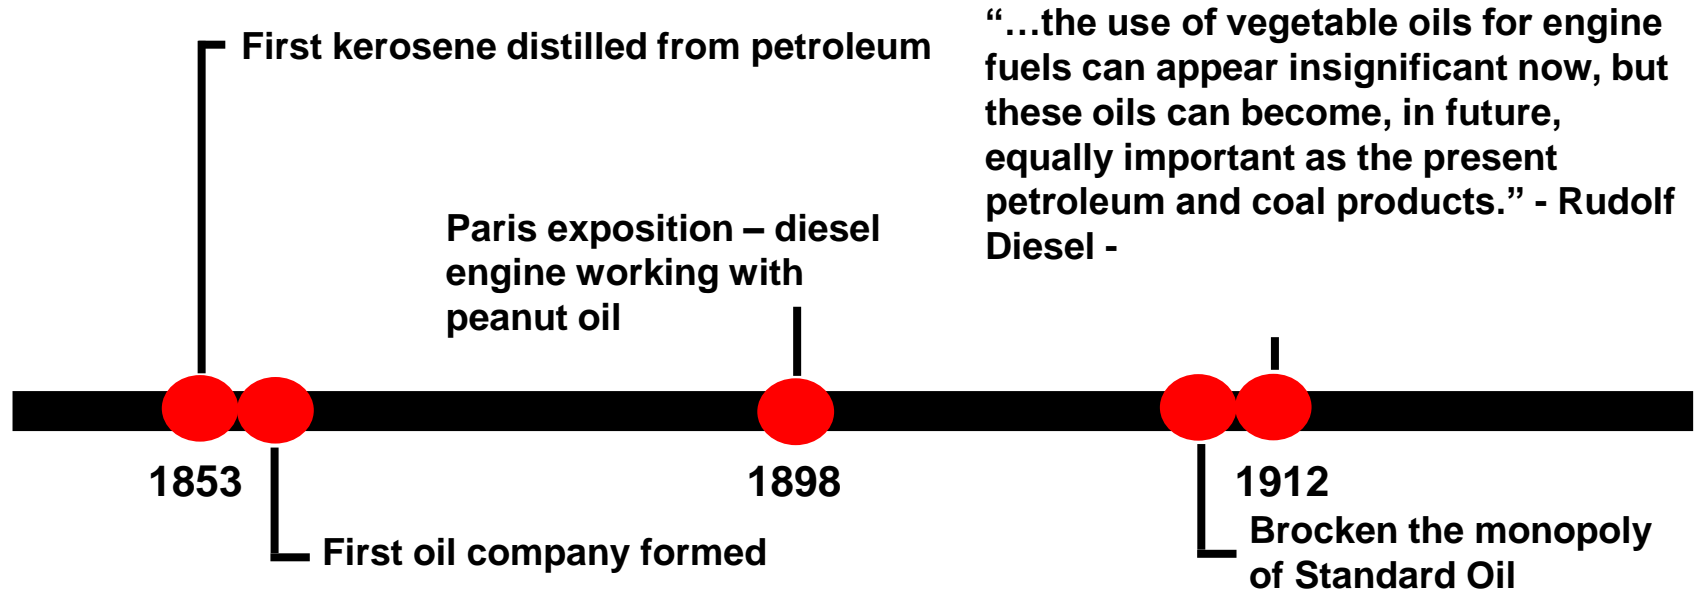 First kerosene distilled from petroleum
“…the use of vegetable oils for engine
fuels can appear insignificant now, but
these oils can become, in future,
equally important as the present
petroleum and coal products.” - Rudolf
Diesel -
Paris exposition – diesel
engine working with
peanut oil
1853
1898
1912
First oil company formed
Brocken the monopoly
of Standard Oil